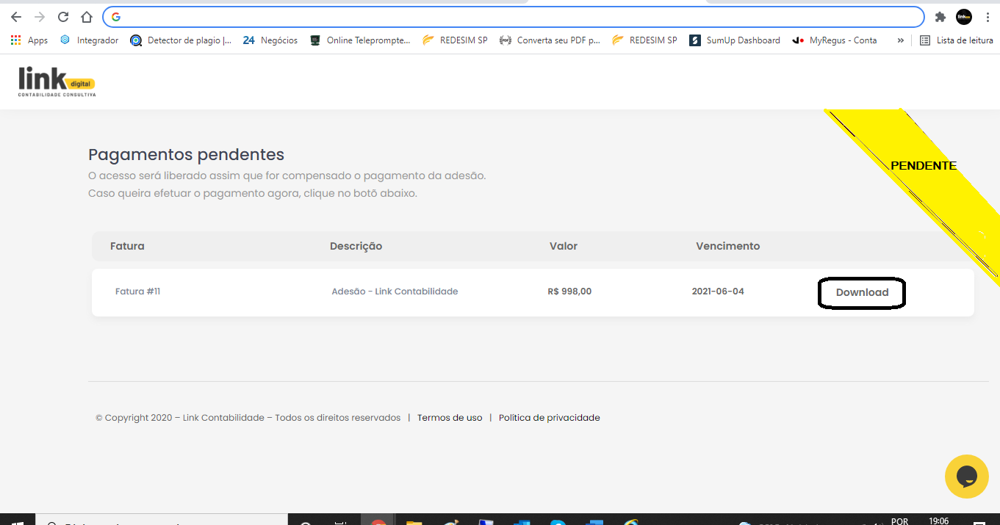 Apps Integrador Detector de plagio |... 24 Negócios Online Teleprompte... REDESIM SP Converta seu PDF p... REDESIM SP SumUp Dashboard MyRegus - Conta » Lista de leitura
link digital
CONTABILIDADE CONSULTIVA
Pagamentos pendentes
PENDENTE
O acesso será liberado assim que for compensado o pagamento da adesão.
Caso queira efetuar o pagamento agora, clique no botõ abaixo.
Fatura Descrição Valor Vencimento
Fatura #11 Adesão - Link Contabilidade R$ 998,00 2021-06-04 Download
© Copyright 2020 – Link Contabilidade – Todos os direitos reservados | Termos de uso | Política de privacidade
POR 19:06